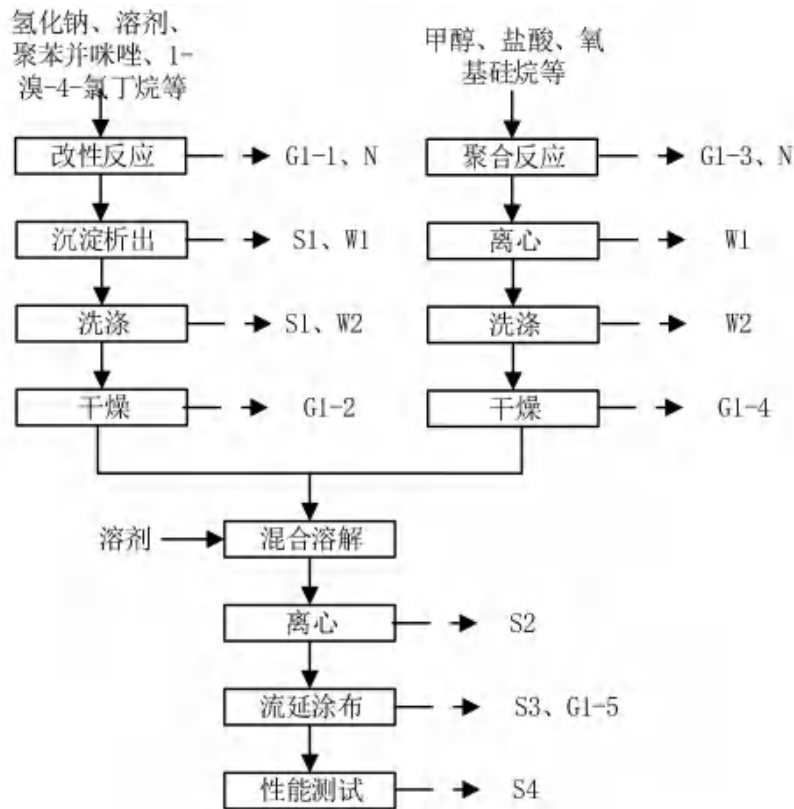 氢化钠、溶剂、
聚苯并咪唑、1-
溴-4-氯丁烷等
甲醇、盐酸、氧
基硅烷等
改性反应
G1-1、N
聚合反应
G1-3、N
沉淀析出
S1、W1
离心
W1
洗涤
S1、W2
洗涤
W2
干燥
G1-2
干燥
G1-4
溶剂
混合溶解
离心
S2
流延涂布
S3、G1-5
性能测试
S4